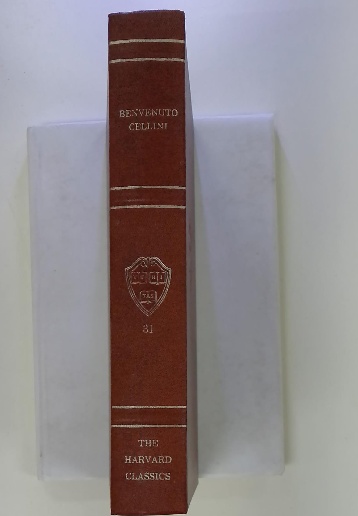 BENVENUTO
CELLINI
31
THE
HARVARD
CLASSICS